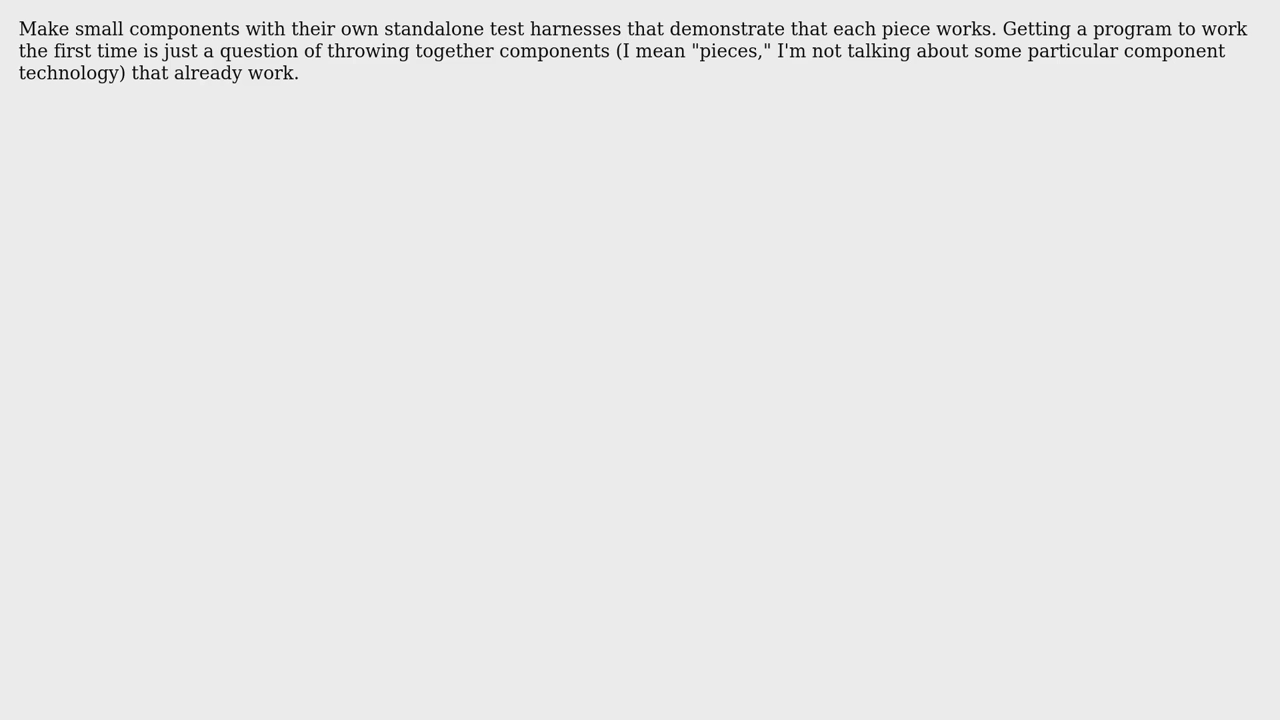 Make small components with their own standalone test harnesses that demonstrate that each piece works. Getting a program to work
the first time is just a question of throwing together components (I mean "pieces," I'm not talking about some particular component
technology) that already work.